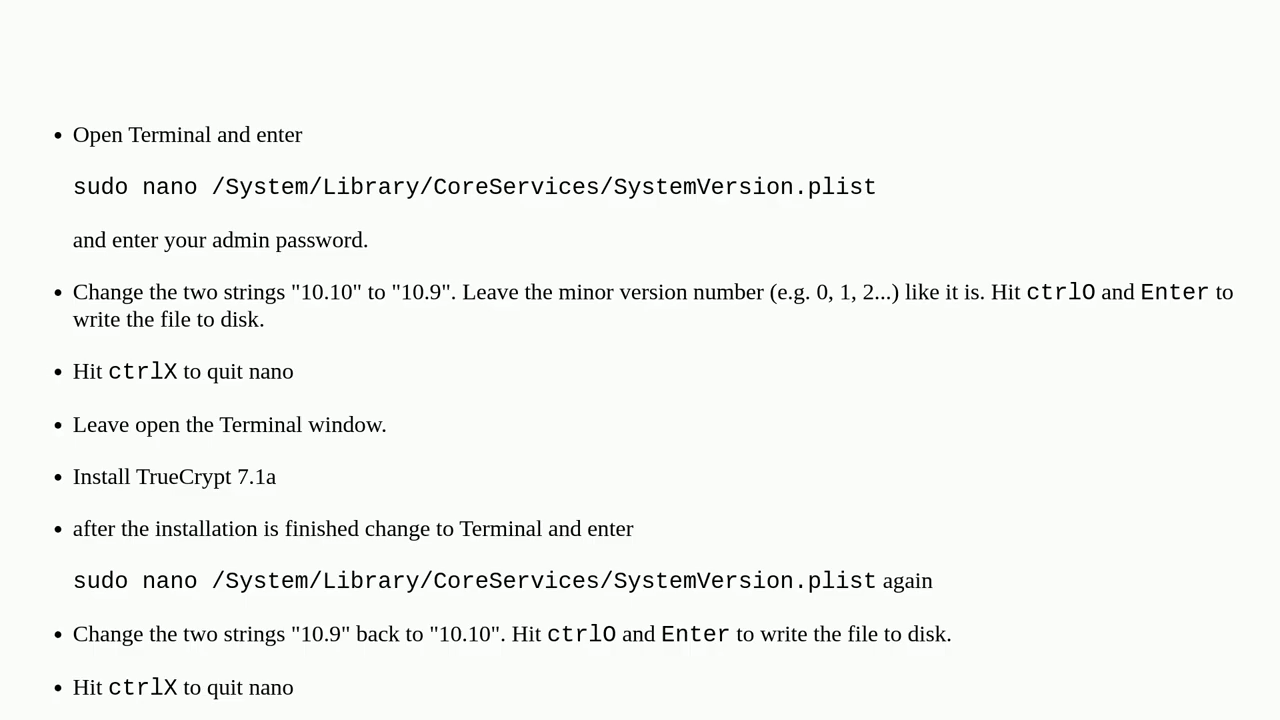 • Open Terminal and enter
sudo nano /System/Library/CoreServices/SystemVersion.plist
and enter your admin password.
• Change the two strings "10.10" to "10.9". Leave the minor version number (e.g. 0, 1, 2...) like it is. Hit ctrlO and Enter to
write the file to disk.
• Hit ctrlX to quit nano
• Leave open the Terminal window.
• Install TrueCrypt 7.1a
• after the installation is finished change to Terminal and enter
sudo nano /System/Library/CoreServices/SystemVersion.plist again
• Change the two strings "10.9" back to "10.10". Hit ctrlO and Enter to write the file to disk.
• Hit ctrlX to quit nano